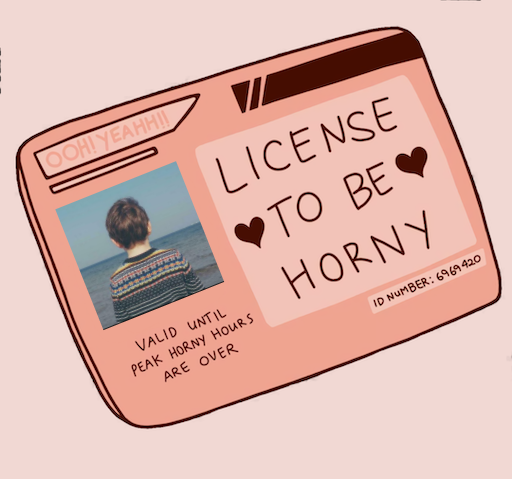 OOH! YEAHH!!
LICENSE
TO BE
HORNY
ID NUMBER: 6969420
VALID UNTIL
PEAK HORNY HOURS
ARE OVER